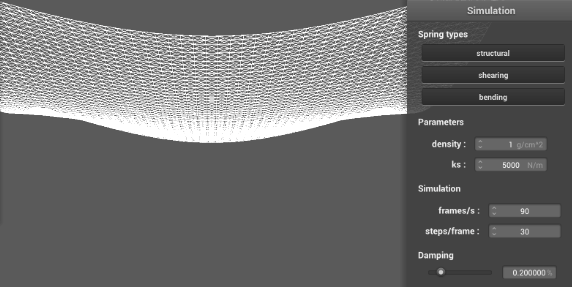 Simulation
Spring types
structural
shearing
bending
Parameters
density : 1 g/cm^2
ks : 5000 N/m
Simulation
frames/s : 90
steps/frame : 30
Damping
0.200000 %